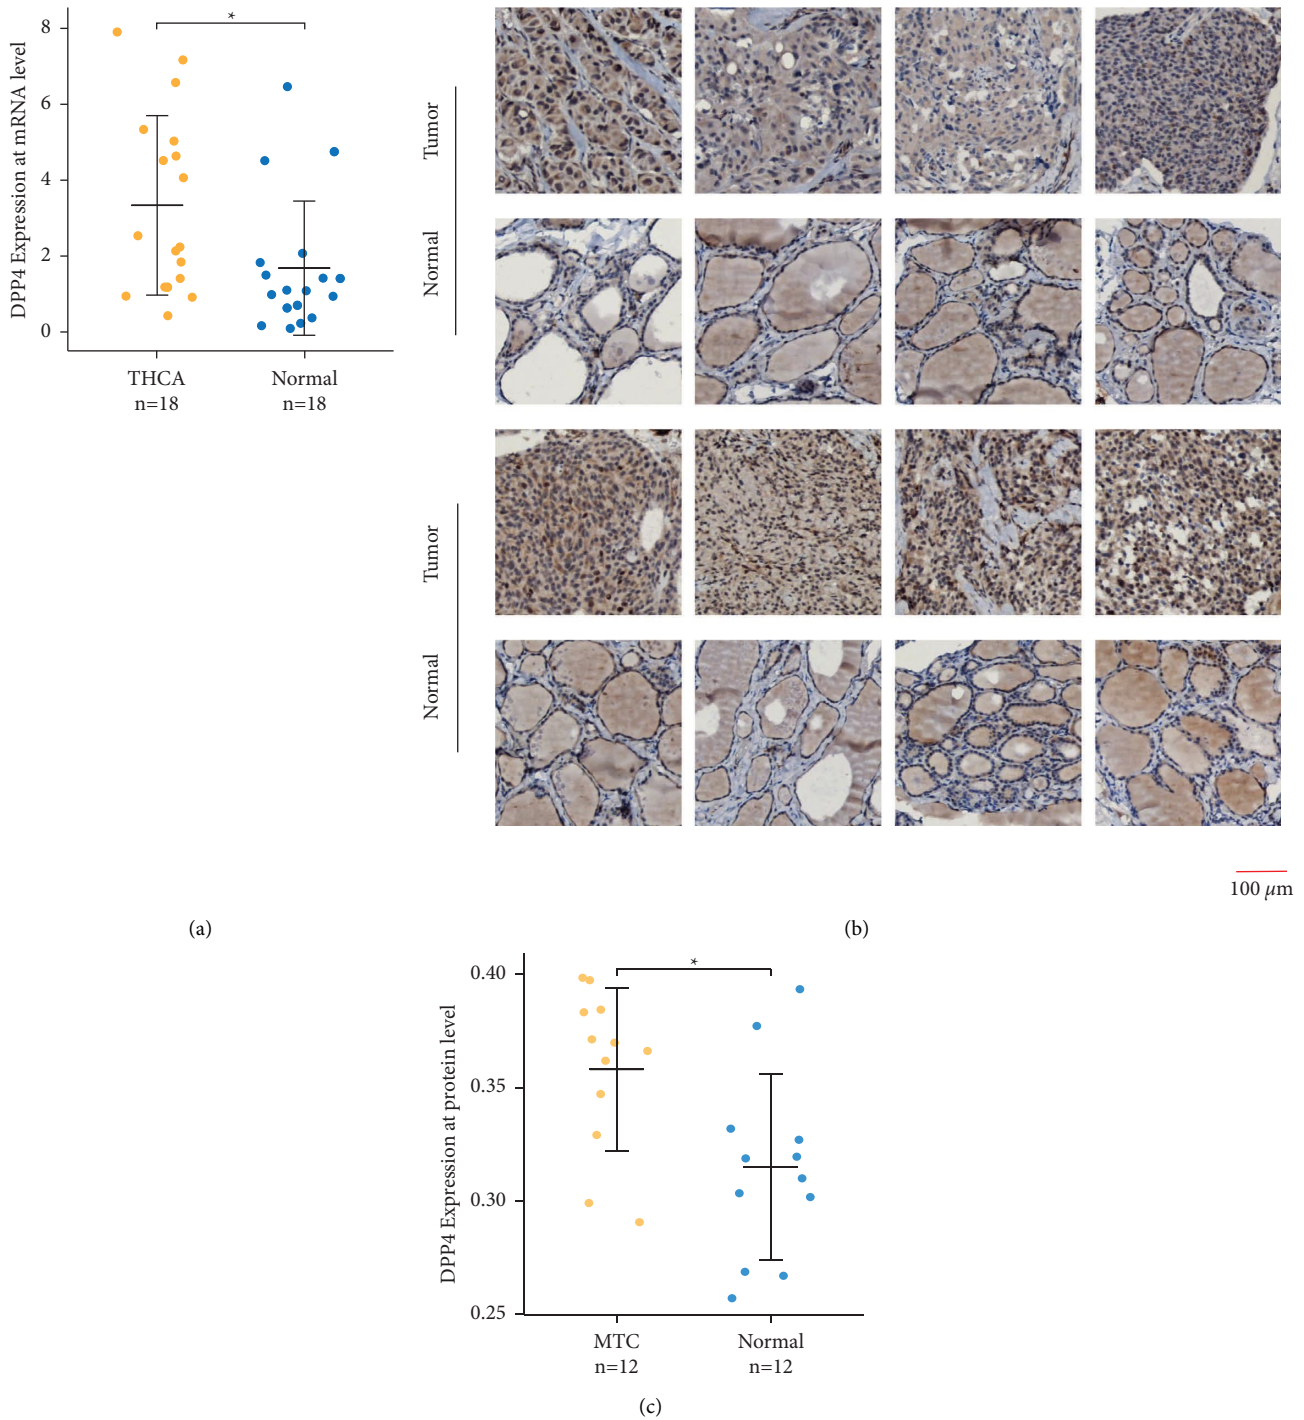 DPP4 Expression at mRNA level
8
6
4
2
0
*
THCA
n=18
Normal
n=18
(a)
Tumor
Normal
Tumor
Normal
100 µm
(b)
DPP4 Expression at protein level
0.40
0.35
0.30
0.25
*
MTC
n=12
Normal
n=12
(c)